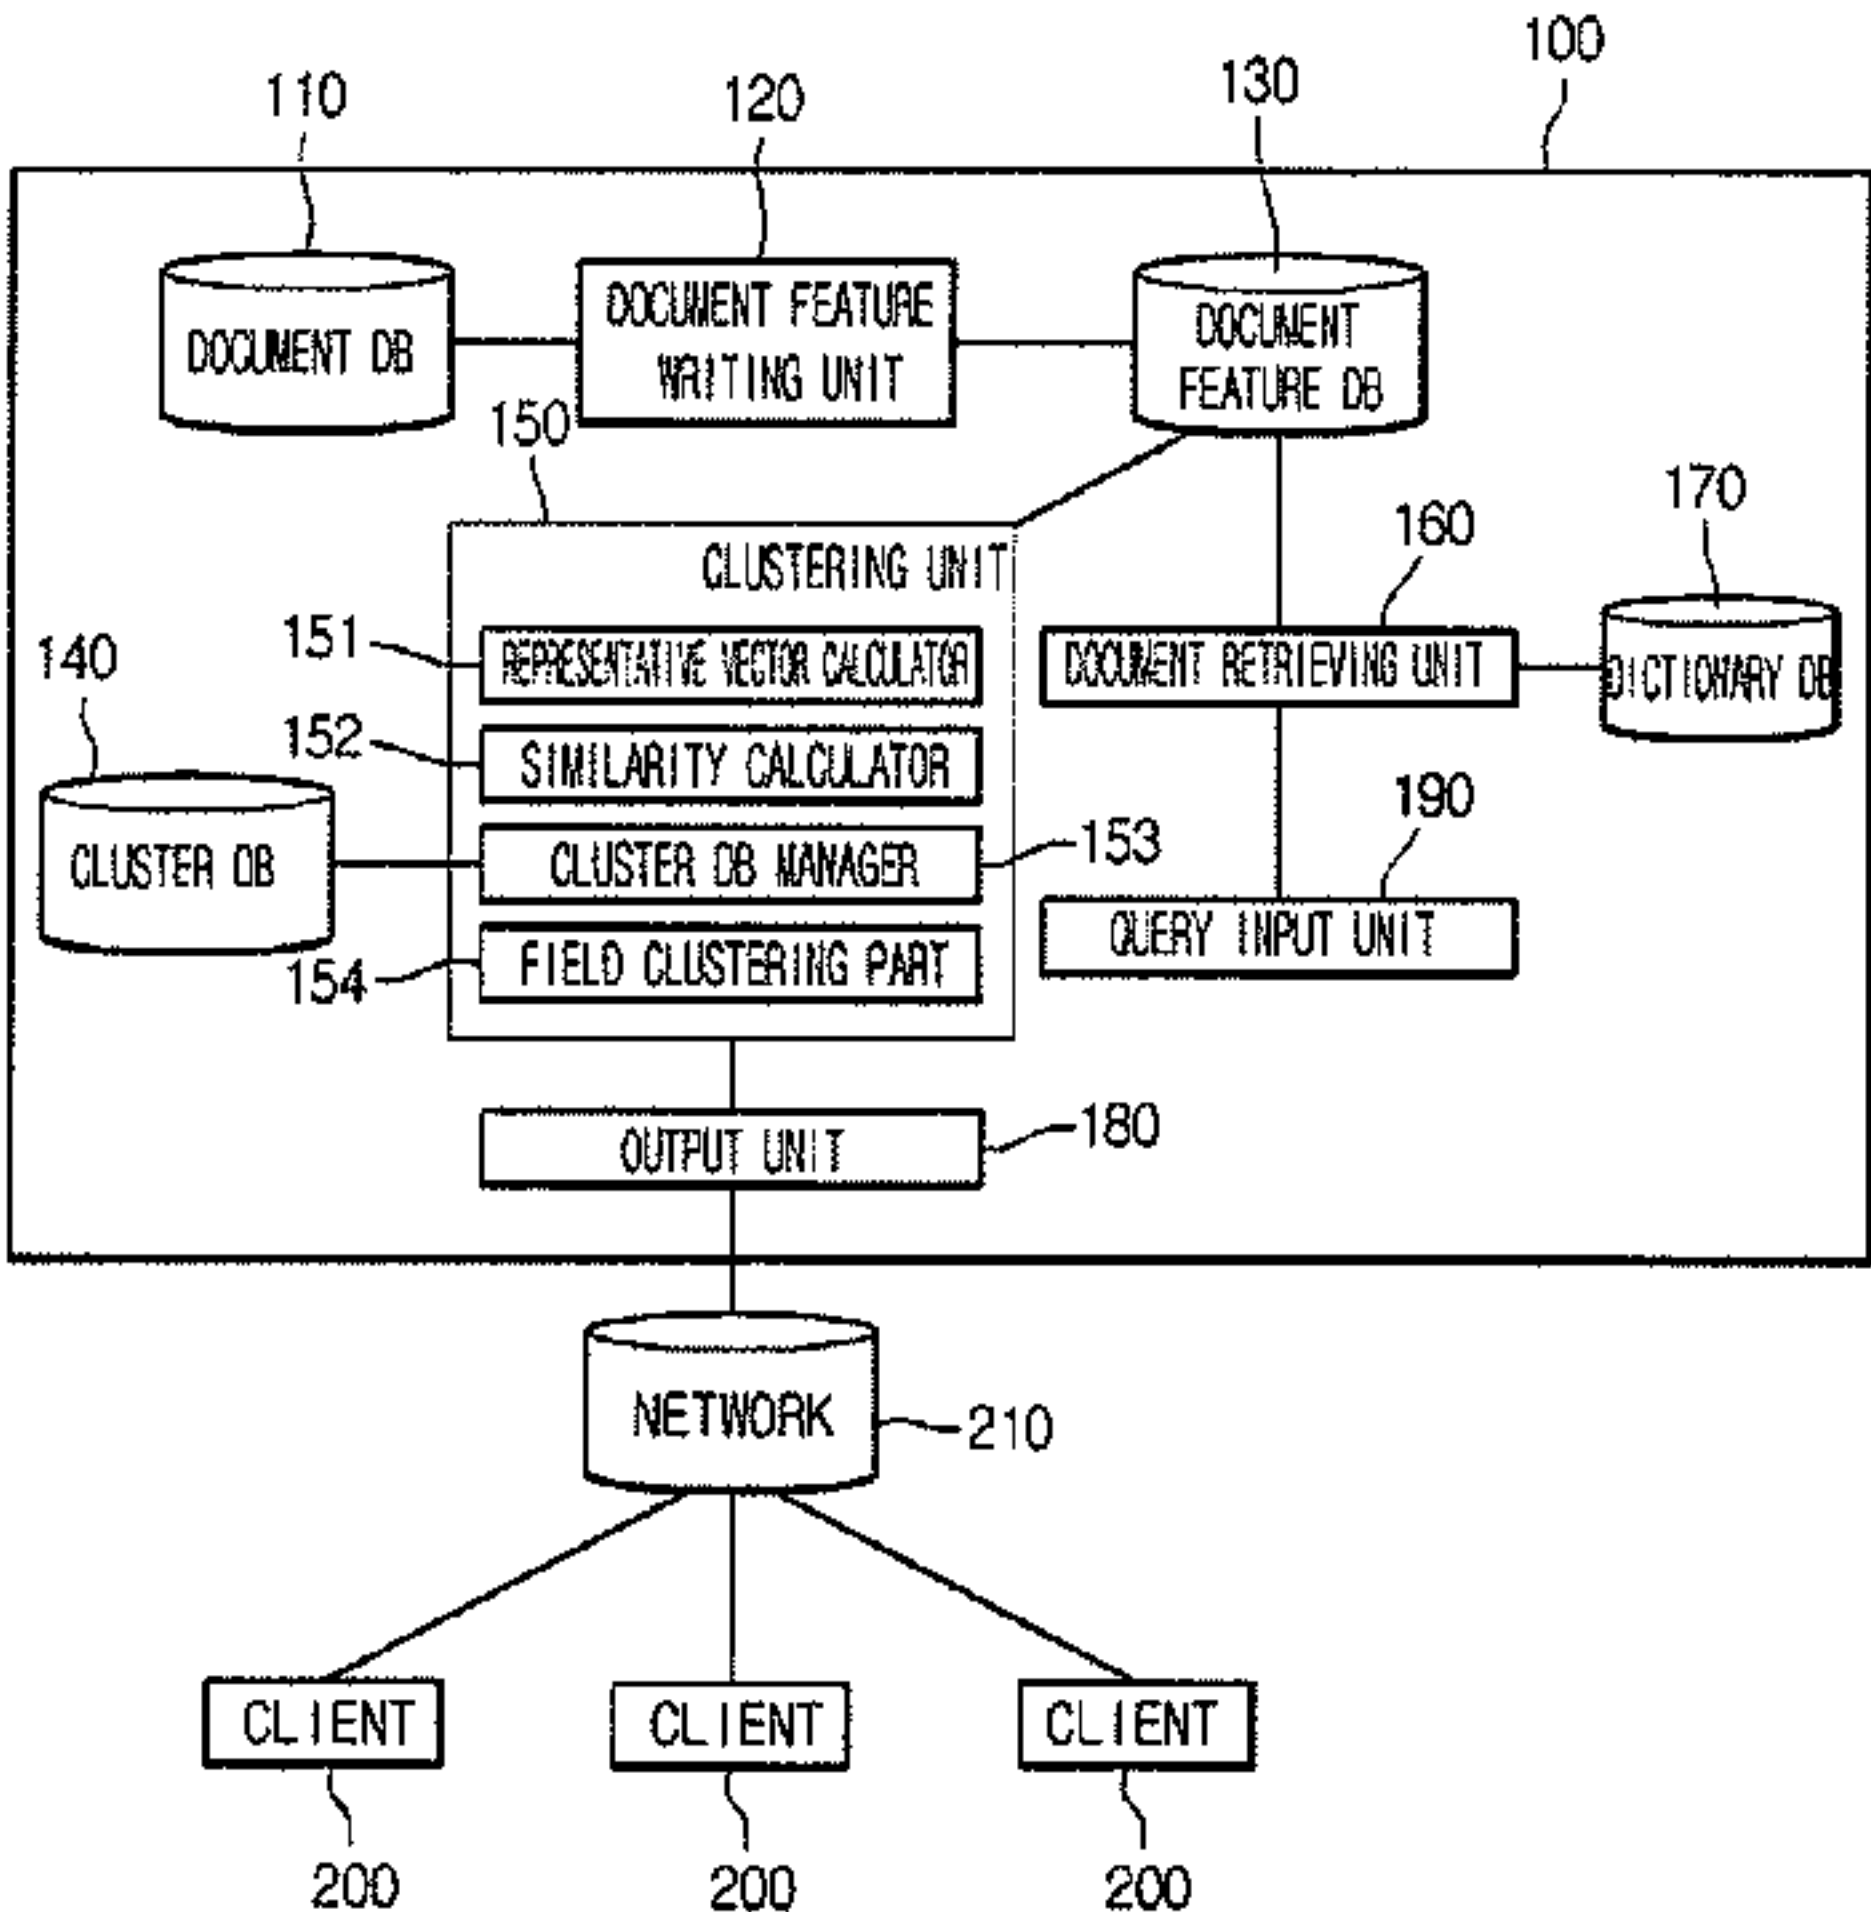 100
110
120
130
DOCUMENT DB
DOCUMENT FEATURE
WRITING UNIT
DOCUMENT
FEATURE DB
150
CLUSTERING UNIT
160
170
151
REPRESENTATIVE VECTOR CALCULATOR
DOCUMENT RETRIEVING UNIT
DICTIONARY DB
140
152
SIMILARITY CALCULATOR
190
CLUSTER DB
CLUSTER DB MANAGER
153
QUERY INPUT UNIT
154
FIELD CLUSTERING PART
OUTPUT UNIT
180
NETWORK
210
CLIENT
CLIENT
CLIENT
200
200
200